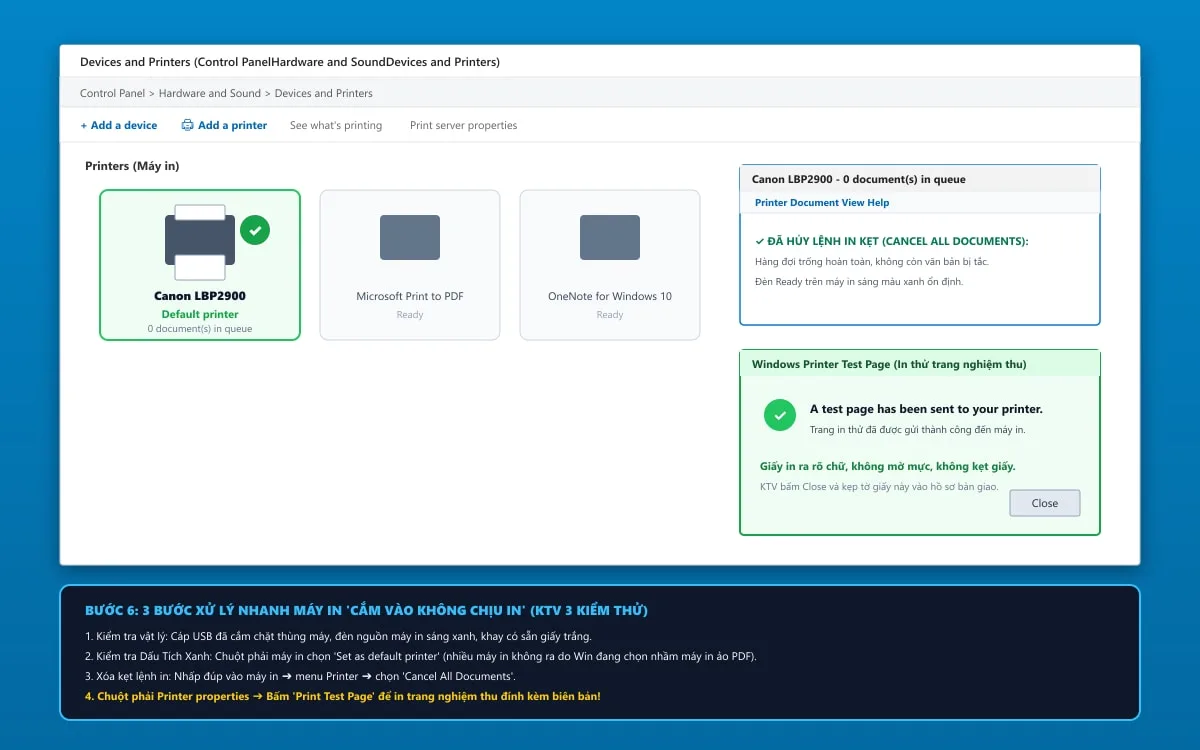 Devices and Printers (Control PanelHardware and SoundDevices and Printers)
Control Panel > Hardware and Sound > Devices and Printers
+ Add a device
Add a printer
See what's printing
Print server properties
Printers (Máy in)
Canon LBP2900
Default printer
0 document(s) in queue
Microsoft Print to PDF
Ready
OneNote for Windows 10
Ready
Canon LBP2900 - 0 document(s) in queue
Printer Document View Help
✓ ĐÃ HỦY LỆNH IN KẸT (CANCEL ALL DOCUMENTS):
Hàng đợi trống hoàn toàn, không còn văn bản bị tắc.
Đèn Ready trên máy in sáng màu xanh ổn định.
Windows Printer Test Page (In thử trang nghiệm thu)
A test page has been sent to your printer.
Trang in thử đã được gửi thành công đến máy in.
Giấy in ra rõ chữ, không mờ mực, không kẹt giấy.
KTV bấm Close và kẹp tờ giấy này vào hồ sơ bàn giao.
Close
BƯỚC 6: 3 BƯỚC XỬ LÝ NHANH MÁY IN 'CẮM VÀO KHÔNG CHỊU IN' (KTV 3 KIỂM THỬ)
1. Kiểm tra vật lý: Cáp USB đã cắm chặt thùng máy, đèn nguồn máy in sáng xanh, khay có sẵn giấy trắng.
2. Kiểm tra Dấu Tích Xanh: Chuột phải máy in chọn 'Set as default printer' (nhiều máy in không ra do Win đang chọn nhầm máy in ảo PDF).
3. Xóa kẹt lệnh in: Nhấp đúp vào máy in ➔ menu Printer ➔ chọn 'Cancel All Documents'.
4. Chuột phải Printer properties ➔ Bấm 'Print Test Page' để in trang nghiệm thu đính kèm biên bản!